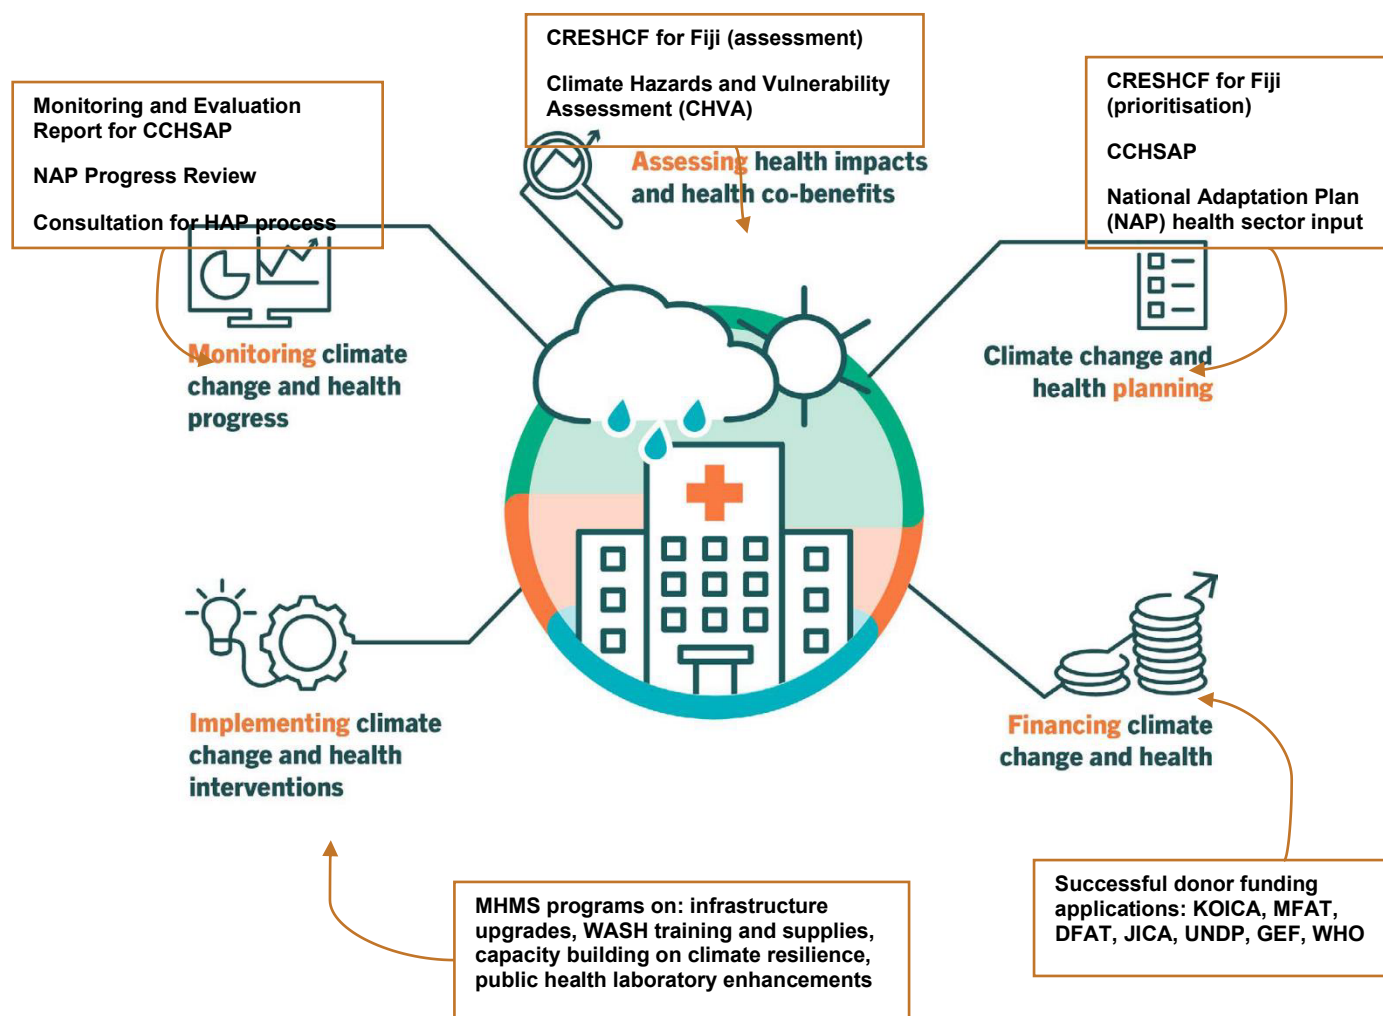 CRESHCF for Fiji (assessment)
Climate Hazards and Vulnerability
Assessment (CHVA)
Monitoring and Evaluation
Report for CCHSAP
NAP Progress Review
Consultation for HAP process
CRESHCF for Fiji
(prioritisation)
CCHSAP
National Adaptation Plan
(NAP) health sector input
Assessing health impacts
and health co-benefits
Monitoring climate
change and health
progress
Climate change and
health planning
Implementing climate
change and health
interventions
Financing climate
change and health
MHMS programs on: infrastructure
upgrades, WASH training and supplies,
capacity building on climate resilience,
public health laboratory enhancements
Successful donor funding
applications: KOICA, MFAT,
DFAT, JICA, UNDP, GEF, WHO